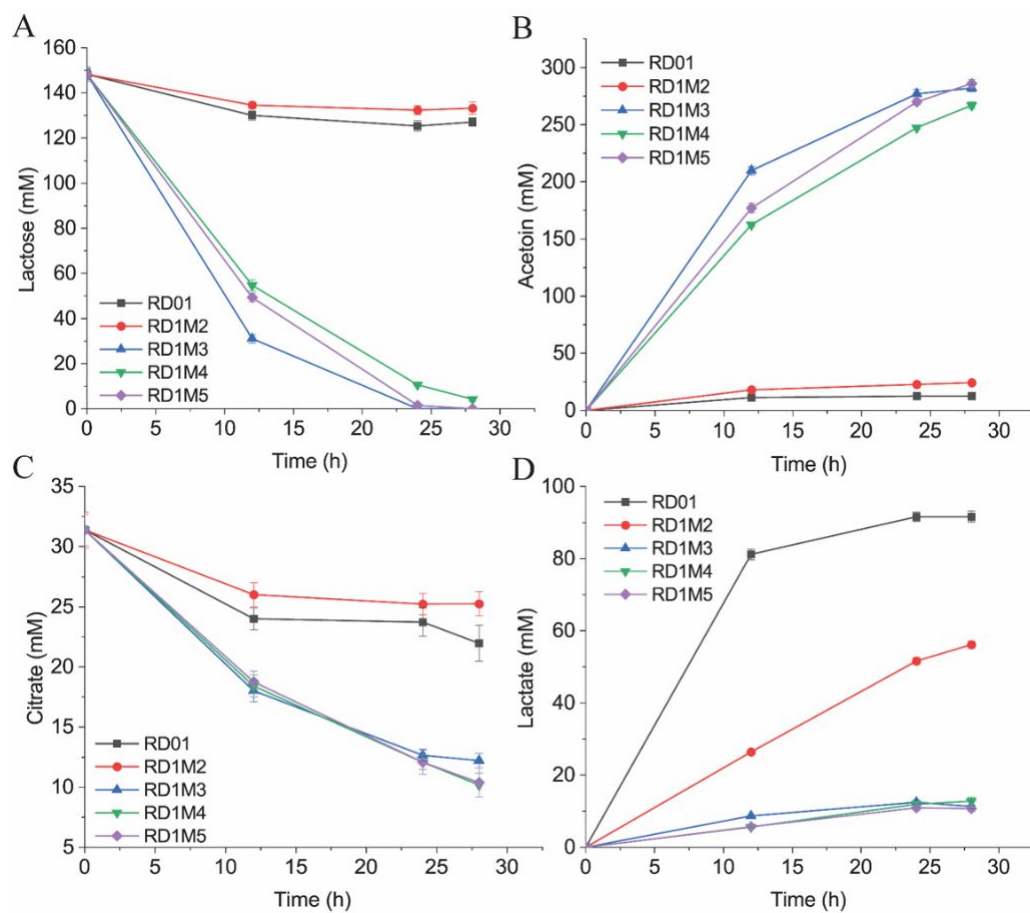 A
160
140
120
100
80
60
40
20
0
Lactose (mM)
RD01
RD1M2
RD1M3
RD1M4
RD1M5
0 5 10 15 20 25 30
Time (h)
B
300
250
200
150
100
50
25
0
Acetoin (mM)
RD01
RD1M2
RD1M3
RD1M4
RD1M5
0 5 10 15 20 25 30
Time (h)
C
35
30
25
20
15
10
5
Citrate (mM)
RD01
RD1M2
RD1M3
RD1M4
RD1M5
0 5 10 15 20 25 30
Time (h)
D
100
80
60
40
20
0
Lactate (mM)
RD01
RD1M2
RD1M3
RD1M4
RD1M5
0 5 10 15 20 25 30
Time (h)